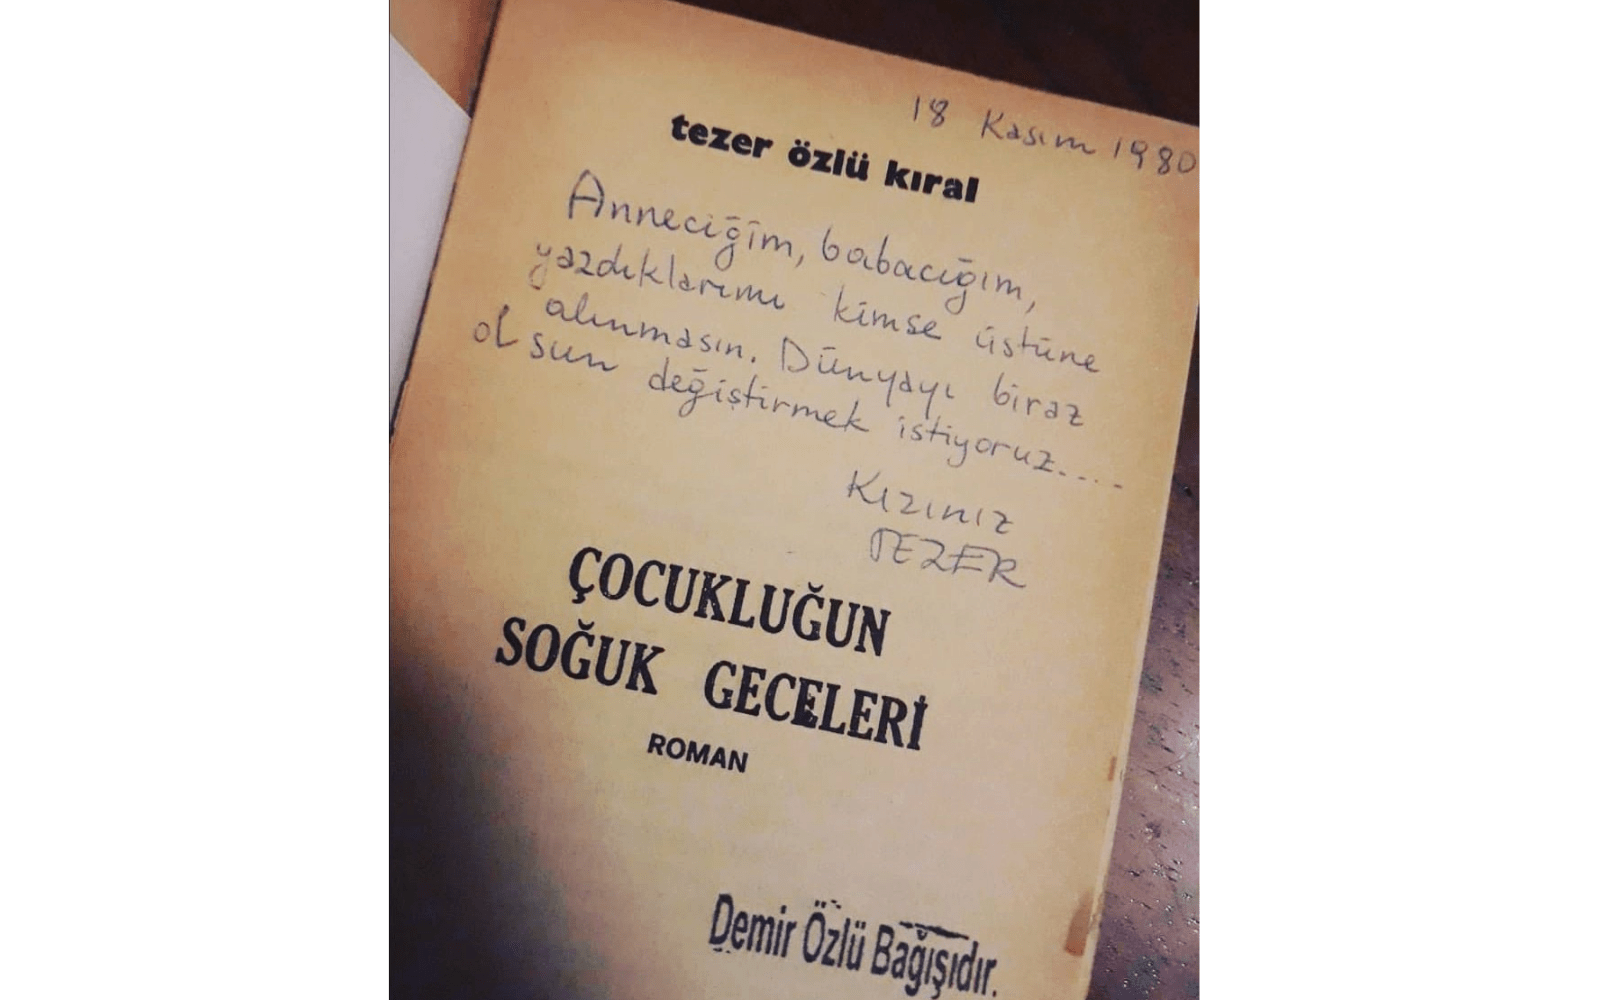 18 Kasım 1980
tezer özlü kıral
Anneciğim, babacığım,
yazdıklarımı kimse üstüne
alınmasın. Dünyayı biraz
olsun değiştirmek istiyoruz....
Kızınız
TEZER
ÇOCUKLUĞUN
SOĞUK GECELERİ
ROMAN
Demir Özlü Bağışıdır.